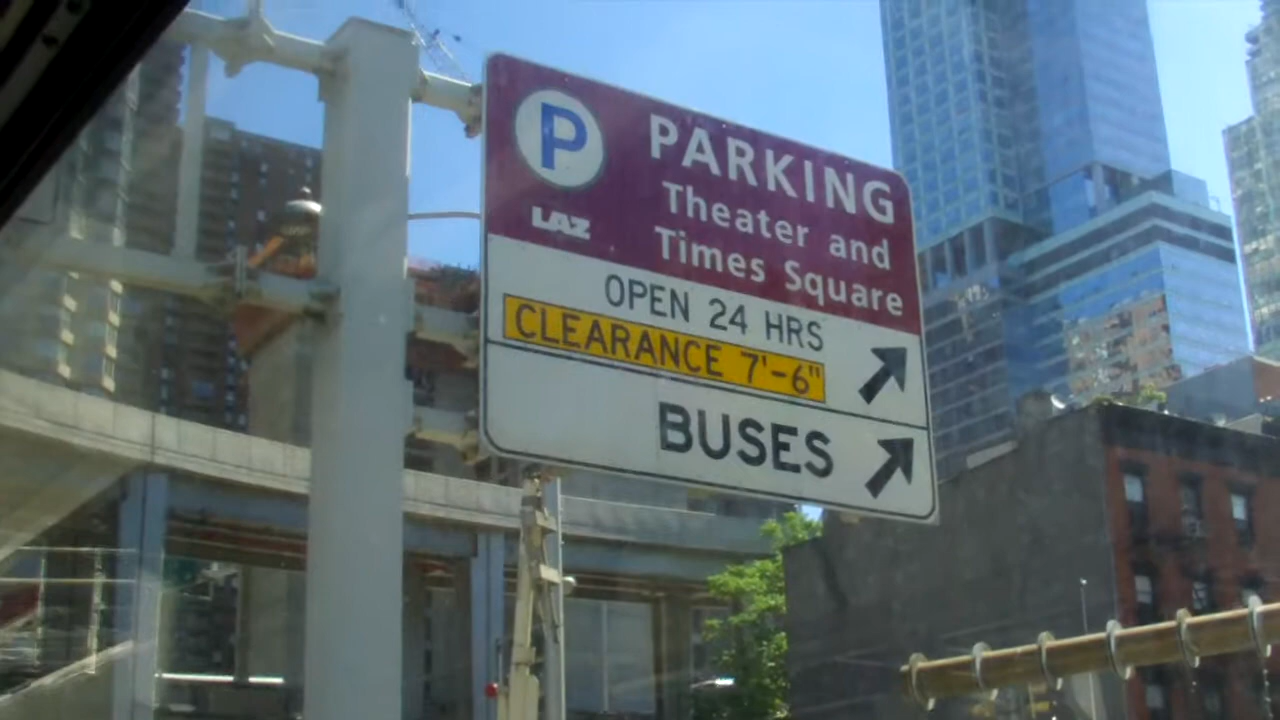 P
PARKING
LAZ
Theater and
Times Square
OPEN 24 HRS
CLEARANCE 7'-6"
BUSES